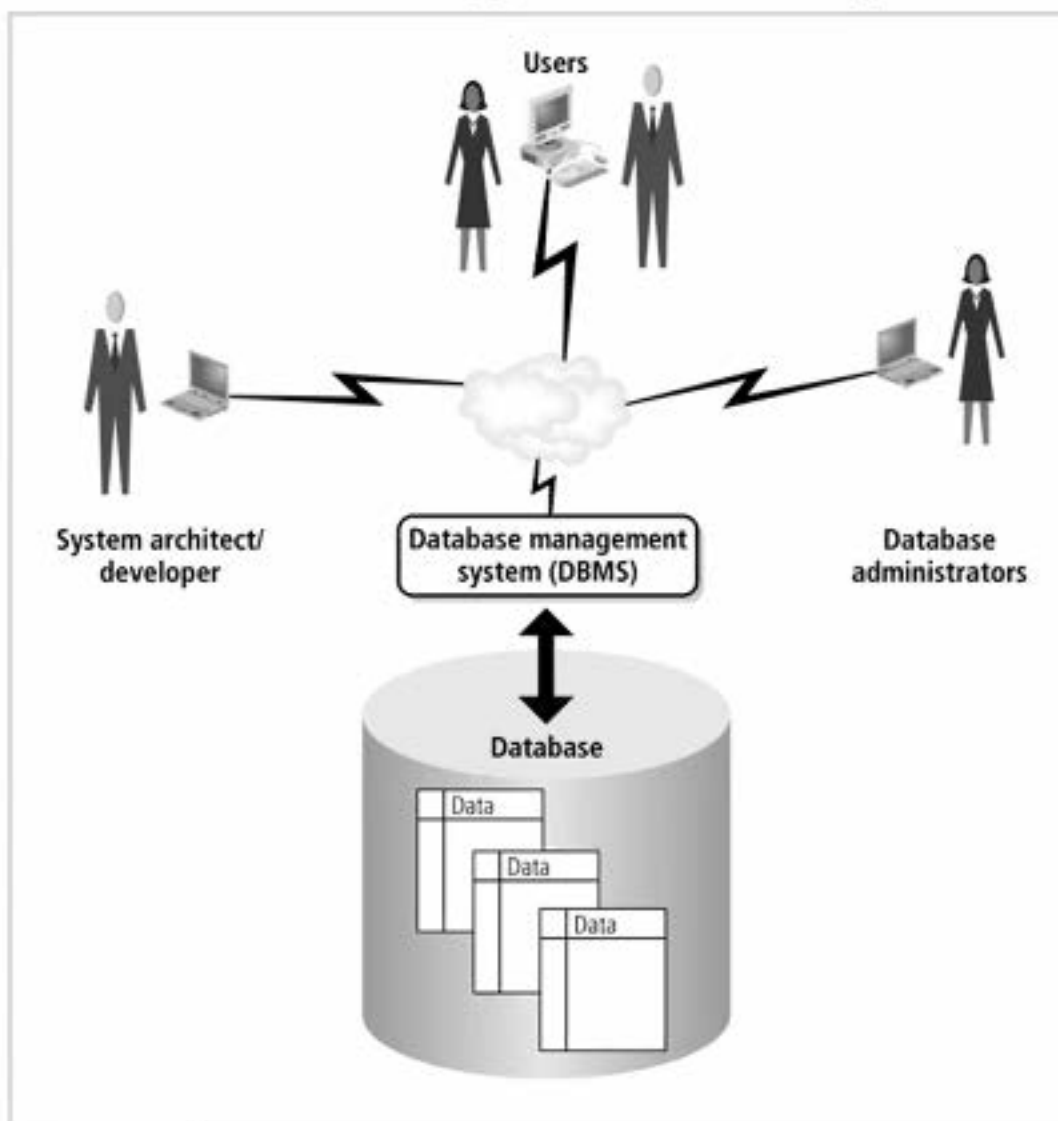 Users
System architect/
developer
Database management
system (DBMS)
Database
administrators
Database
Data
Data
Data